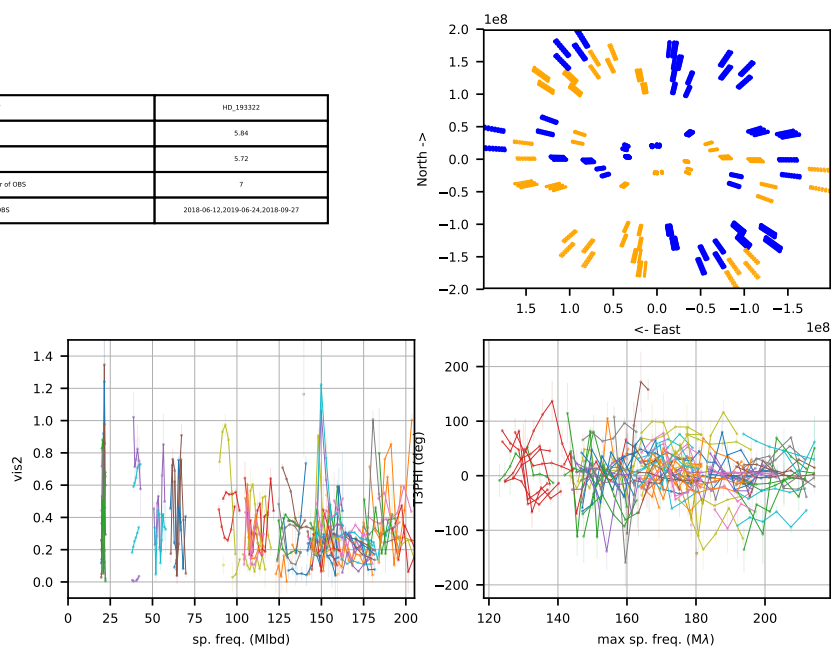 1e8
2.0
1.5
1.0
0.5
0.0
−0.5
−1.0
−1.5
−2.0
North ->
1.5 1.0 0.5 0.0 −0.5 −1.0 −1.5
<- East
1e8
HD_193322
5.84
5.72
r of OBS 7
OBS 2018-06-12,2019-06-24,2018-09-27
1.4
1.2
1.0
0.8
0.6
0.4
0.2
0.0
vis2
0 25 50 75 100 125 150 175 200
sp. freq. (Mlbd)
200
100
0
−100
−200
T3PHI (deg)
120 140 160 180 200
max sp. freq. (Mλ)